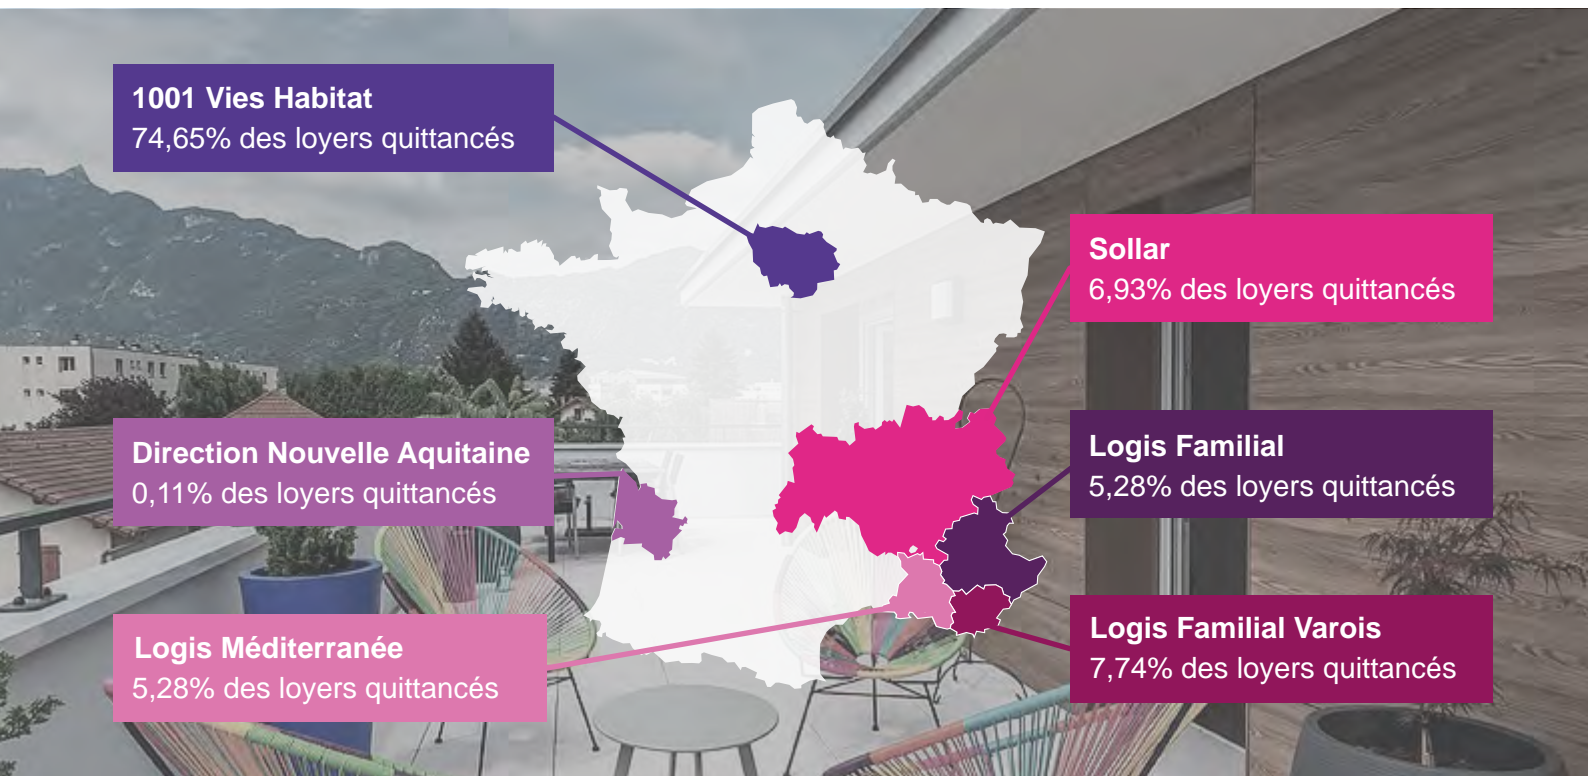 1001 Vies Habitat
74,65% des loyers quittancés
Sollar
6,93% des loyers quittancés
Direction Nouvelle Aquitaine
0,11% des loyers quittancés
Logis Familial
5,28% des loyers quittancés
Logis Méditerranée
5,28% des loyers quittancés
Logis Familial Varois
7,74% des loyers quittancés